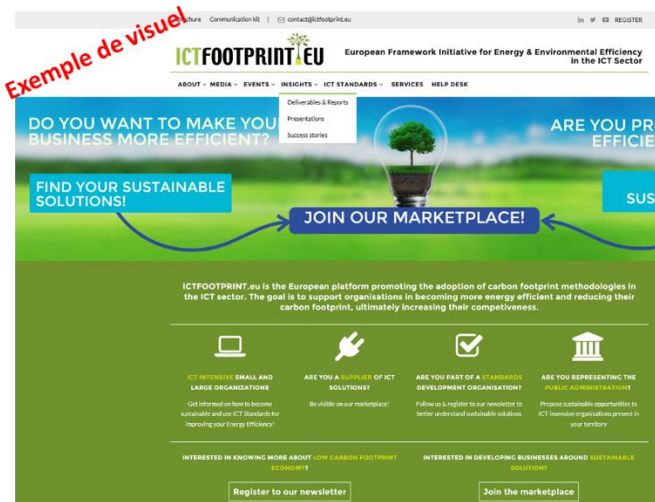 Exemple de visuel
Brochure Communication kit | contact@ictfootprint.eu
REGISTER
ICTFOOTPRINT.EU
European Framework Initiative for Energy & Environmental Efficiency
in the ICT Sector
ABOUT MEDIA EVENTS INSIGHTS ICT STANDARDS SERVICES HELP DESK
Deliverables & Reports
Presentations
Success stories
DO YOU WANT TO MAKE YOU
BUSINESS MORE EFFICIENT?
ARE YOU PR
EFFICIE
FIND YOUR SUSTAINABLE
SOLUTIONS!
SUS
JOIN OUR MARKETPLACE!
ICTFOOTPRINT.eu is the European platform promoting the adoption of carbon footprint methodologies in
the ICT sector. The goal is to support organisations in becoming more energy efficient and reducing their
carbon footprint, ultimately increasing their competiveness.
ICT INTENSIVE SMALL AND
LARGE ORGANIZATIONS
Get informed on how to become
sustainable and use ICT Standards for
improving your Energy Efficiency!
ARE YOU A SUPPLIER OF ICT
SOLUTIONS?
Be visible on our marketplace!
ARE YOU PART OF A STANDARDS
DEVELOPMENT ORGANISATION?
Follow us & register to our newsletter to
better understand sustainable solutions
ARE YOU REPRESENTING THE
PUBLIC ADMINISTRATION?
Propose sustainable opportunities to
ICT-intensive organisations present in
your territory
INTERESTED IN KNOWING MORE ABOUT LOW CARBON FOOTPRINT
ECONOMY?
Register to our newsletter
INTERESTED IN DEVELOPING BUSINESSES AROUND SUSTAINABLE
SOLUTION?
Join the marketplace